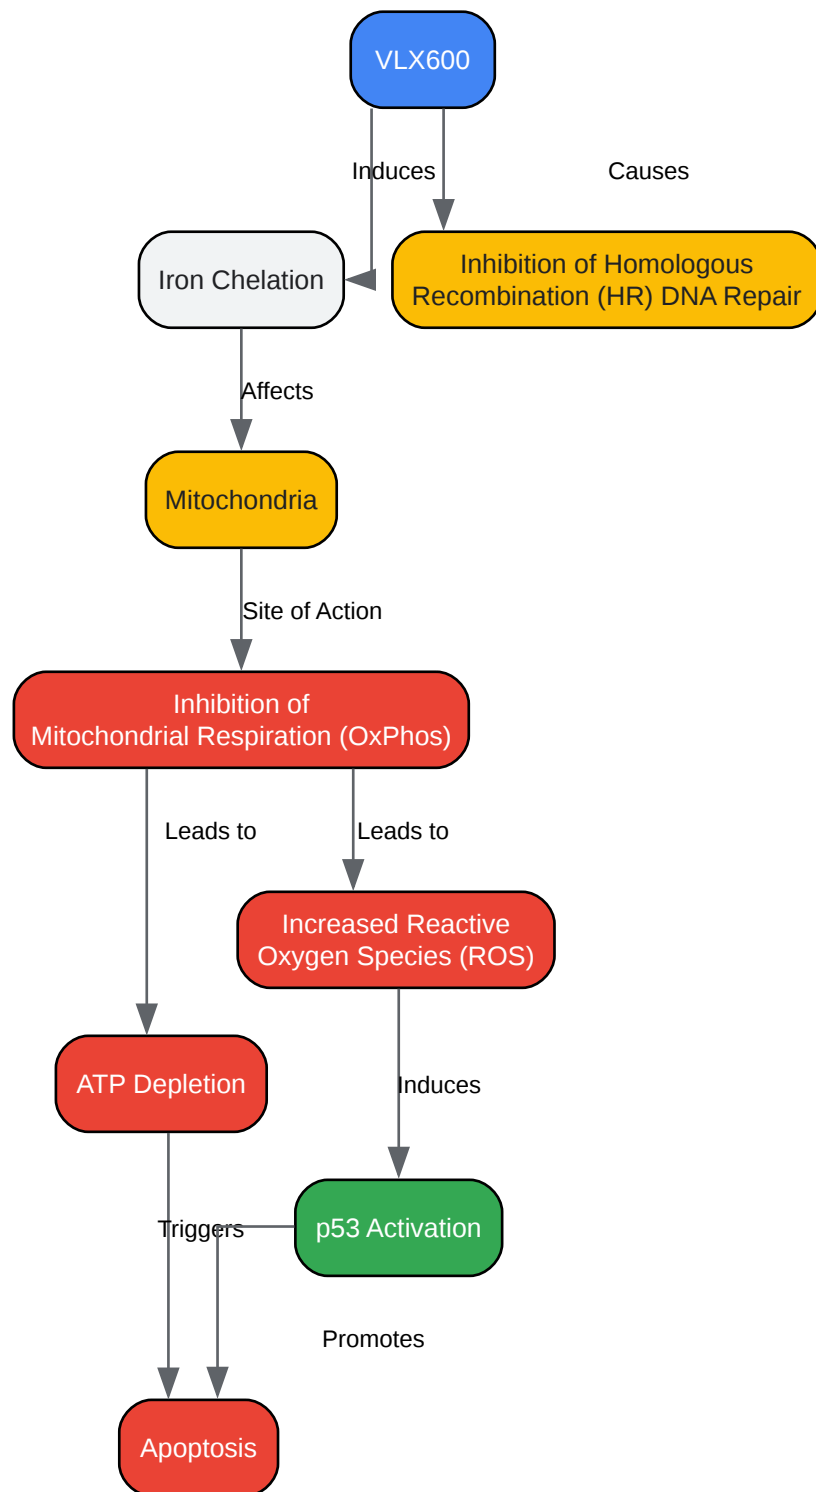 VLX600
Induces
Causes
Iron Chelation
Inhibition of Homologous
Recombination (HR) DNA Repair
Affects
Mitochondria
Site of Action
Inhibition of
Mitochondrial Respiration (OxPhos)
Leads to
Leads to
Increased Reactive
Oxygen Species (ROS)
ATP Depletion
Induces
Triggers
p53 Activation
Promotes
Apoptosis